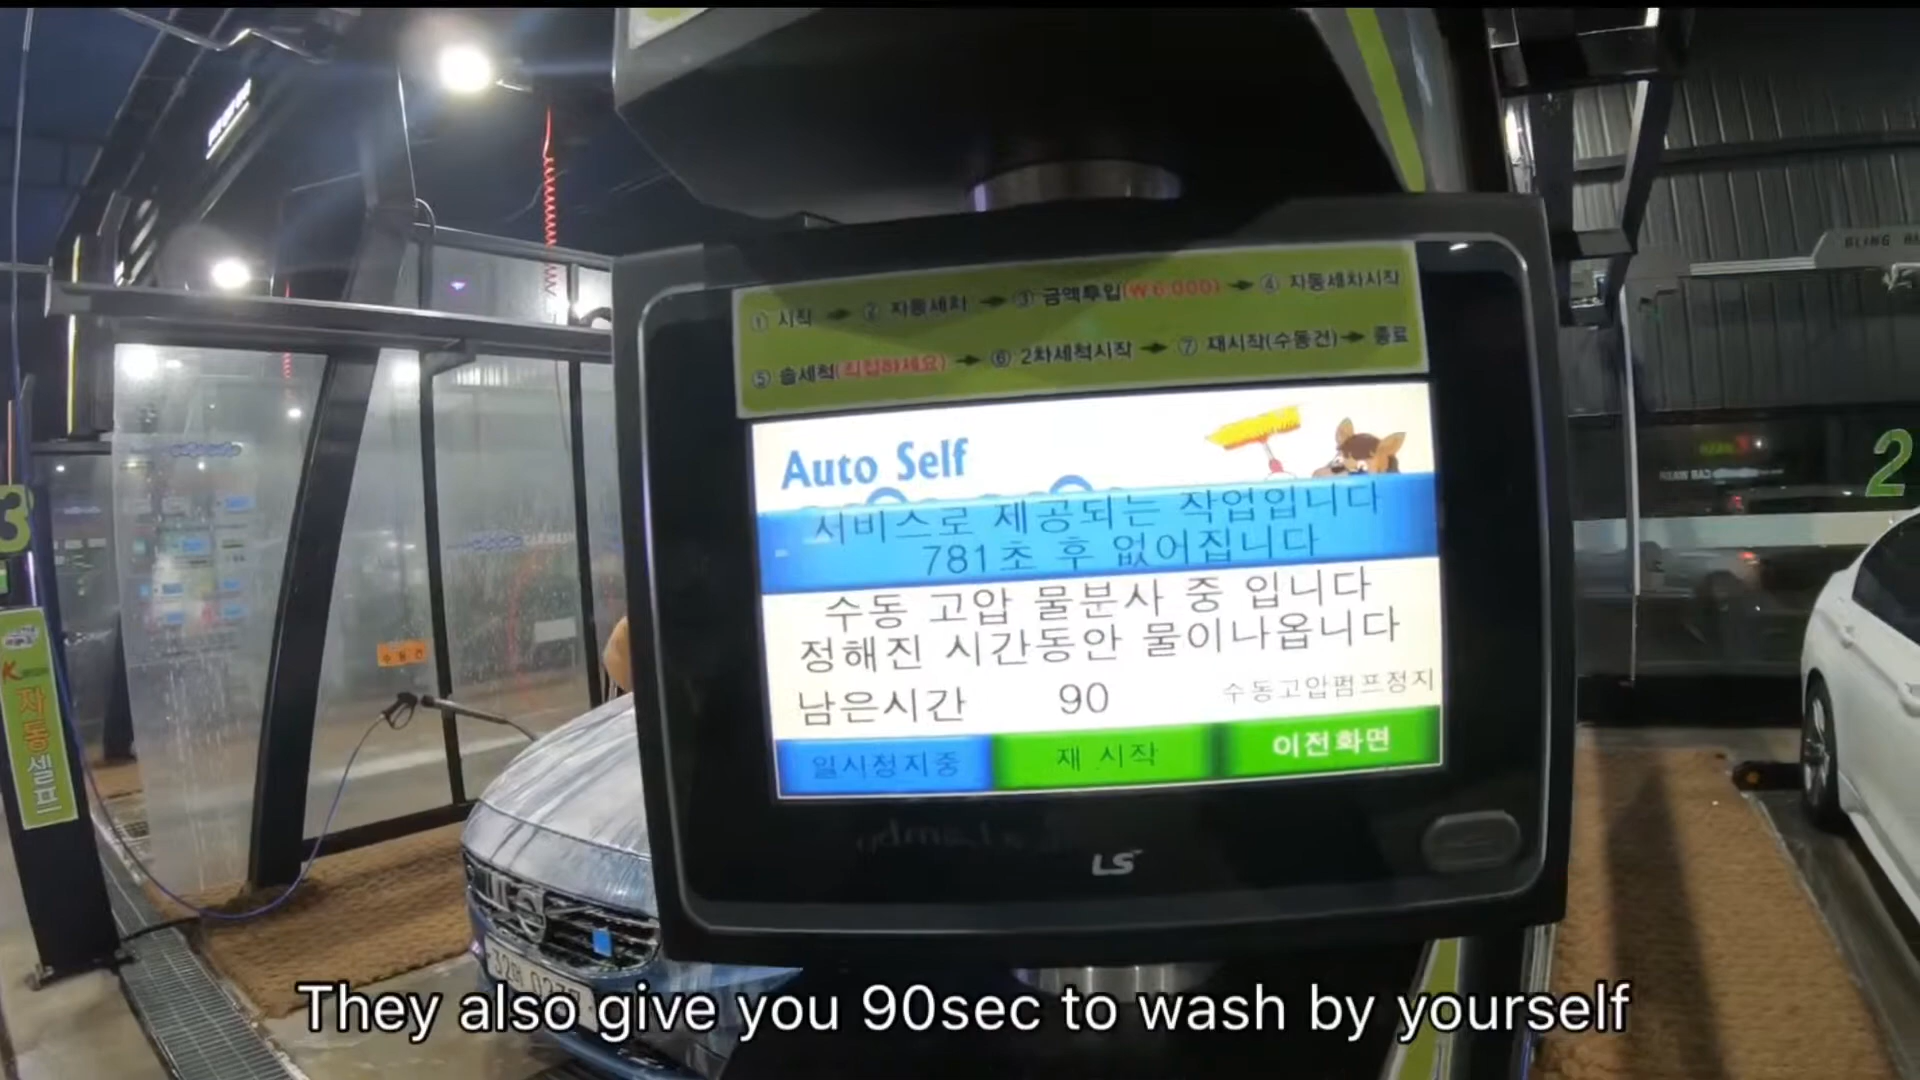 ① 시작 → ② 자동세차 → ③ 금액투입(₩6,000) → ④ 자동세차시작
⑤ 솔세척(직접하세요) → ⑥ 2차세척시작 → ⑦ 재시작(수동건) → 종료
Auto Self
서비스로 제공되는 작업입니다
781초 후 없어집니다
수동 고압 물분사 중 입니다
정해진 시간동안 물이나옵니다
남은시간 90 수동고압펌프정지
일시정지중 재 시작 이전화면
LS
3
K
자동셀프
수동건
2
They also give you 90sec to wash by yourself